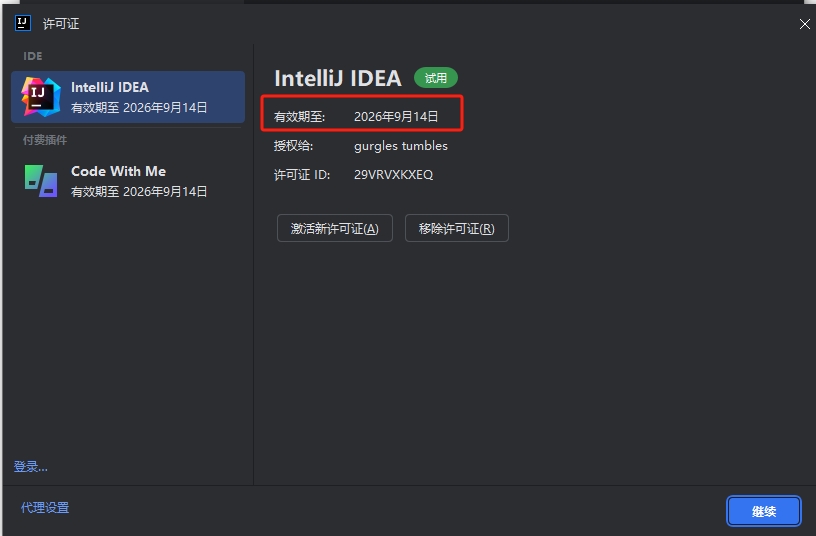 IJ
许可证
IDE
IJ
IntelliJ IDEA
有效期至 2026年9月14日
付费插件
Code With Me
有效期至 2026年9月14日
登录...
IntelliJ IDEA 试用
有效期至: 2026年9月14日
授权给: gurgles tumbles
许可证 ID: 29VRVXKXEQ
激活新许可证(A) 移除许可证(R)
代理设置
继续